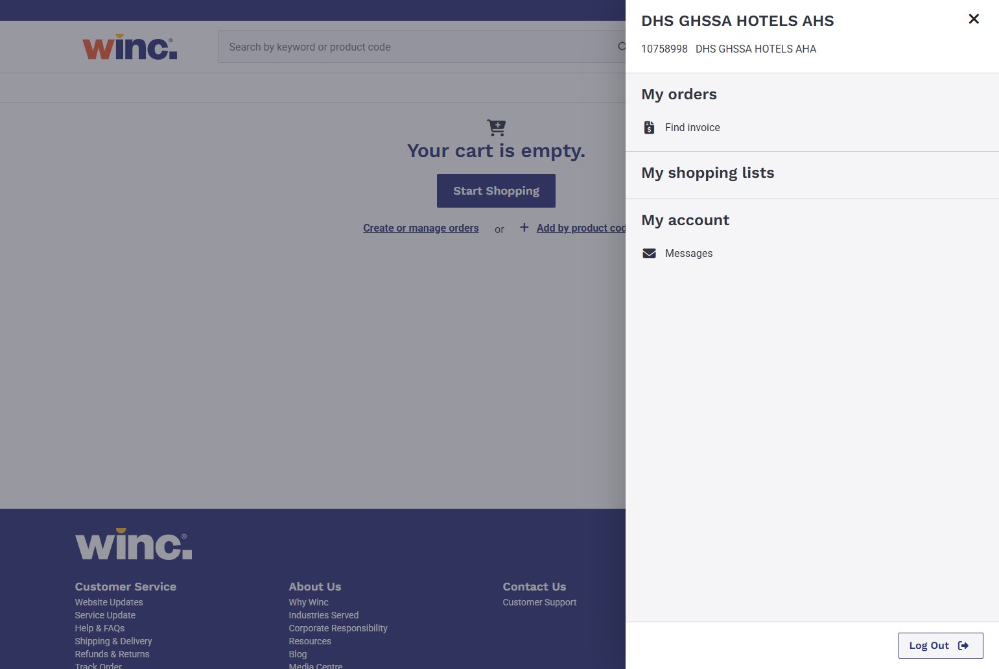 winc.®
Search by keyword or product code
Your cart is empty.
Start Shopping
Create or manage orders or + Add by product cod
DHS GHSSA HOTELS AHS
10758998 DHS GHSSA HOTELS AHA
My orders
Find invoice
My shopping lists
My account
Messages
Log Out
winc.®
Customer Service
Website Updates
Service Update
Help & FAQs
Shipping & Delivery
Refunds & Returns
Track Order
About Us
Why Winc
Industries Served
Corporate Responsibility
Resources
Blog
Media Centre
Contact Us
Customer Support